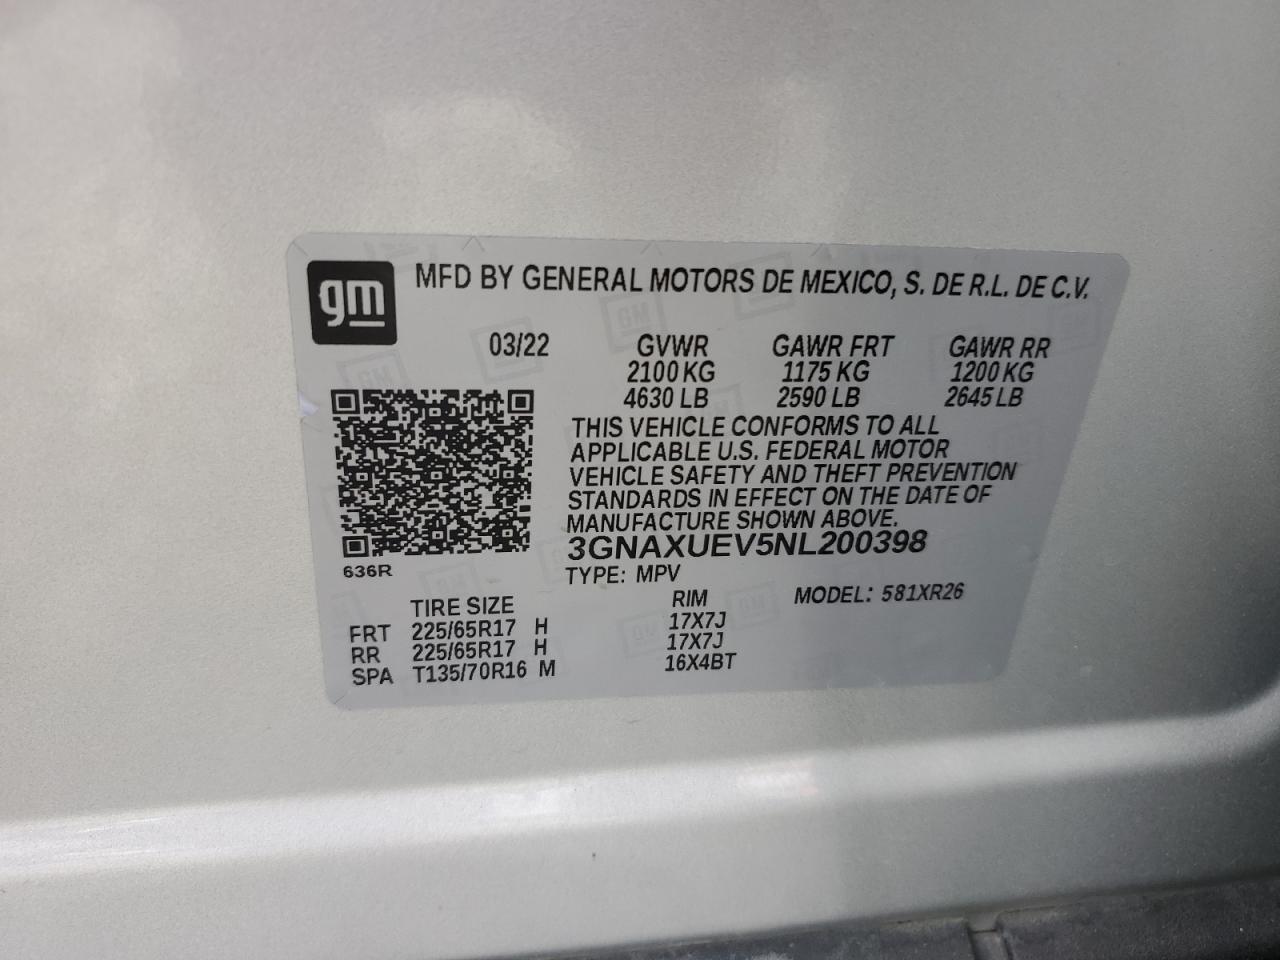 gm
MFD BY GENERAL MOTORS DE MEXICO, S. DE R.L. DE C.V.
03/22 GVWR GAWR FRT GAWR RR
2100 KG 1175 KG 1200 KG
4630 LB 2590 LB 2645 LB
THIS VEHICLE CONFORMS TO ALL
APPLICABLE U.S. FEDERAL MOTOR
VEHICLE SAFETY AND THEFT PREVENTION
STANDARDS IN EFFECT ON THE DATE OF
MANUFACTURE SHOWN ABOVE.
3GNAXUEV5NL200398
636R
TYPE: MPV
MODEL: 581XR26
TIRE SIZE RIM
FRT 225/65R17 H 17X7J
RR 225/65R17 H 17X7J
SPA T135/70R16 M 16X4BT